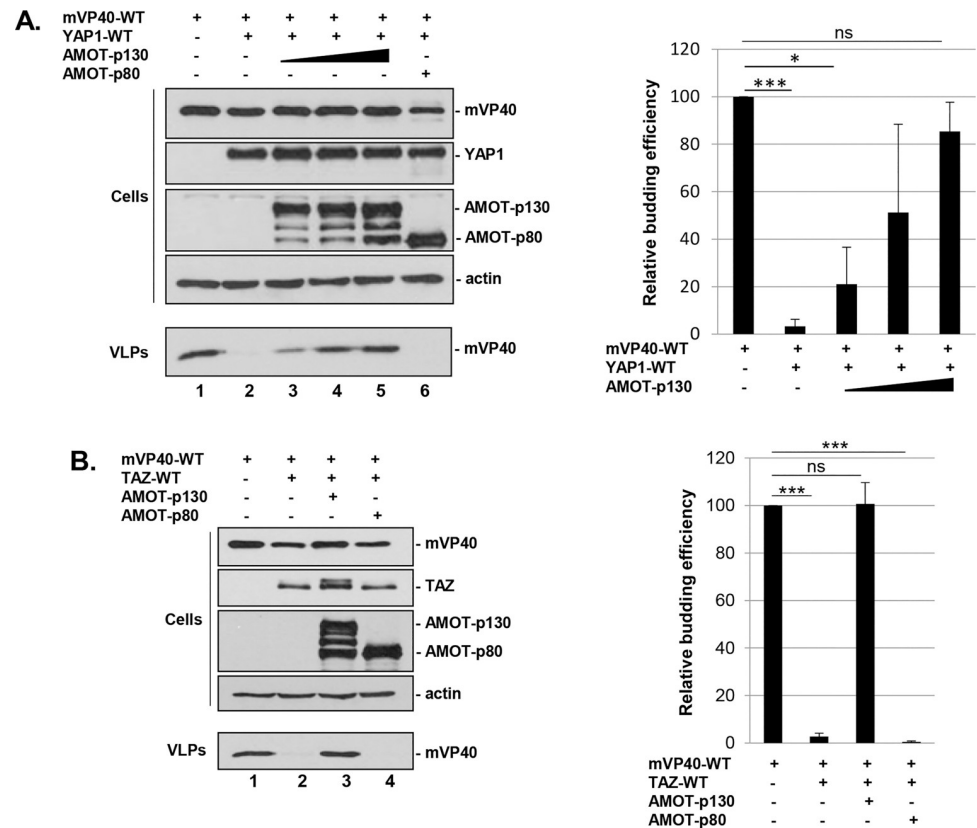 A.
mVP40-WT + + + + + +
YAP1-WT - + + + + +
AMOT-p130 - - -
AMOT-p80 - - - - - +
Cells
- mVP40
- YAP1
- AMOT-p130
- AMOT-p80
- actin
VLPs
- mVP40
1 2 3 4 5 6
ns
*
***
Relative budding efficiency
120
100
80
60
40
20
0
mVP40-WT + + + + +
YAP1-WT - + + + +
AMOT-p130 - -
B.
mVP40-WT + + + +
TAZ-WT - + + +
AMOT-p130 - - + -
AMOT-p80 - - - +
Cells
- mVP40
- TAZ
- AMOT-p130
- AMOT-p80
- actin
VLPs
- mVP40
1 2 3 4
***
ns
***
Relative budding efficiency
120
100
80
60
40
20
0
mVP40-WT + + + +
TAZ-WT - + + +
AMOT-p130 - - + -
AMOT-p80 - - - +